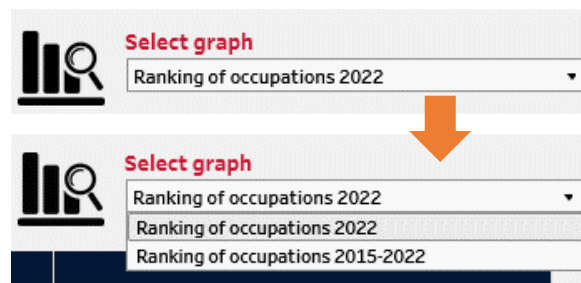 Select graph
Ranking of occupations 2022
Select graph
Ranking of occupations 2022
Ranking of occupations 2022
Ranking of occupations 2015-2022